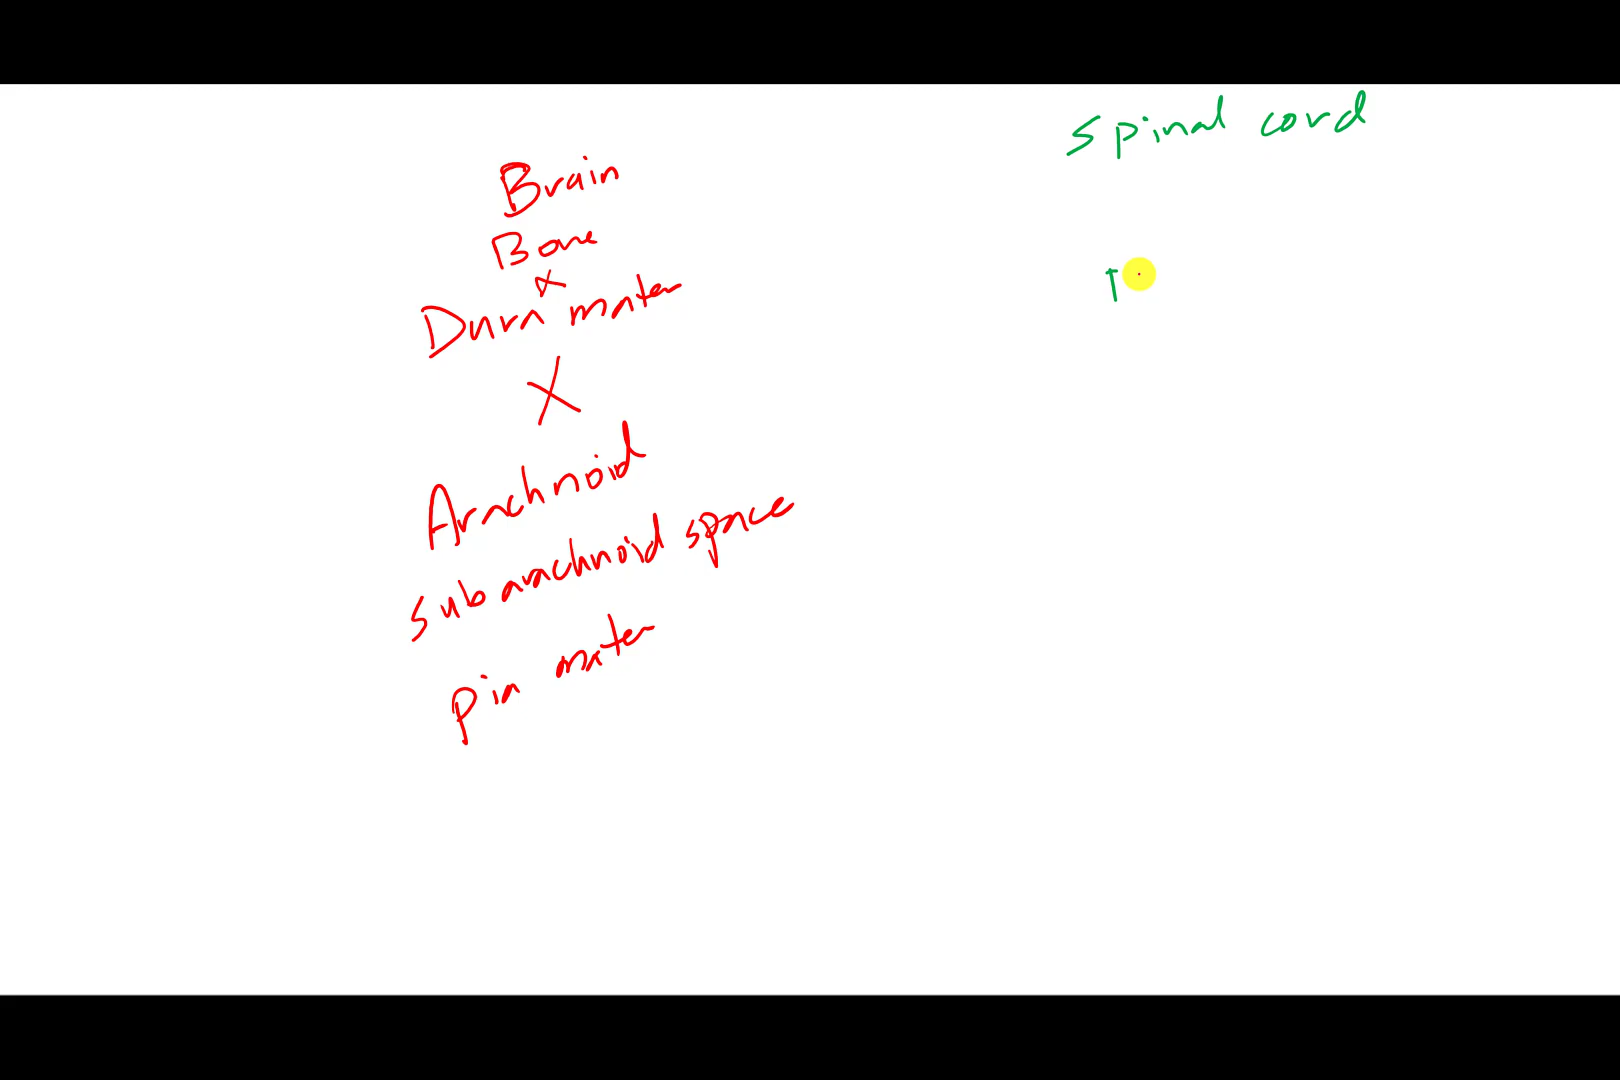 Brain
Bone
X
Dura mater
X
Arachnoid
subarachnoid space
pia mater
spinal cord